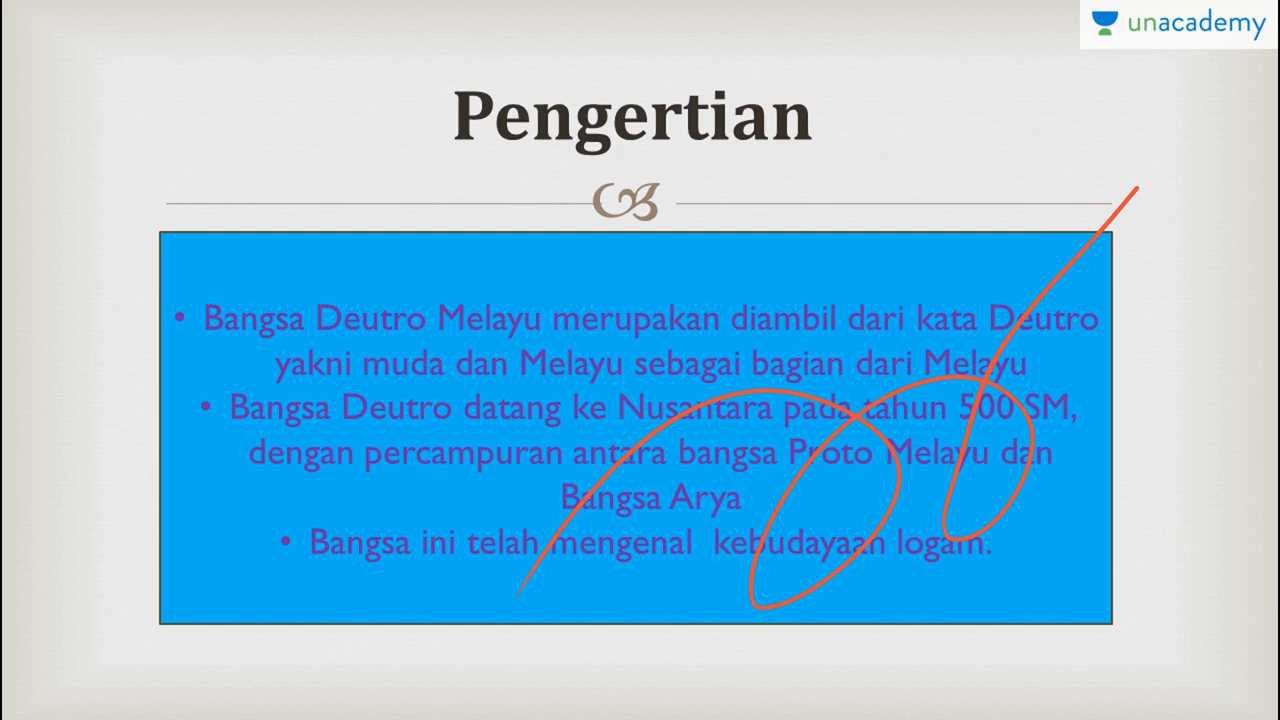 unacademy
Pengertian
• Bangsa Deutro Melayu merupakan diambil dari kata Deutro
yakni muda dan Melayu sebagai bagian dari Melayu
• Bangsa Deutro datang ke Nusantara pada tahun 500 SM,
dengan percampuran antara bangsa Proto Melayu dan
Bangsa Arya
• Bangsa ini telah mengenal kebudayaan logam.